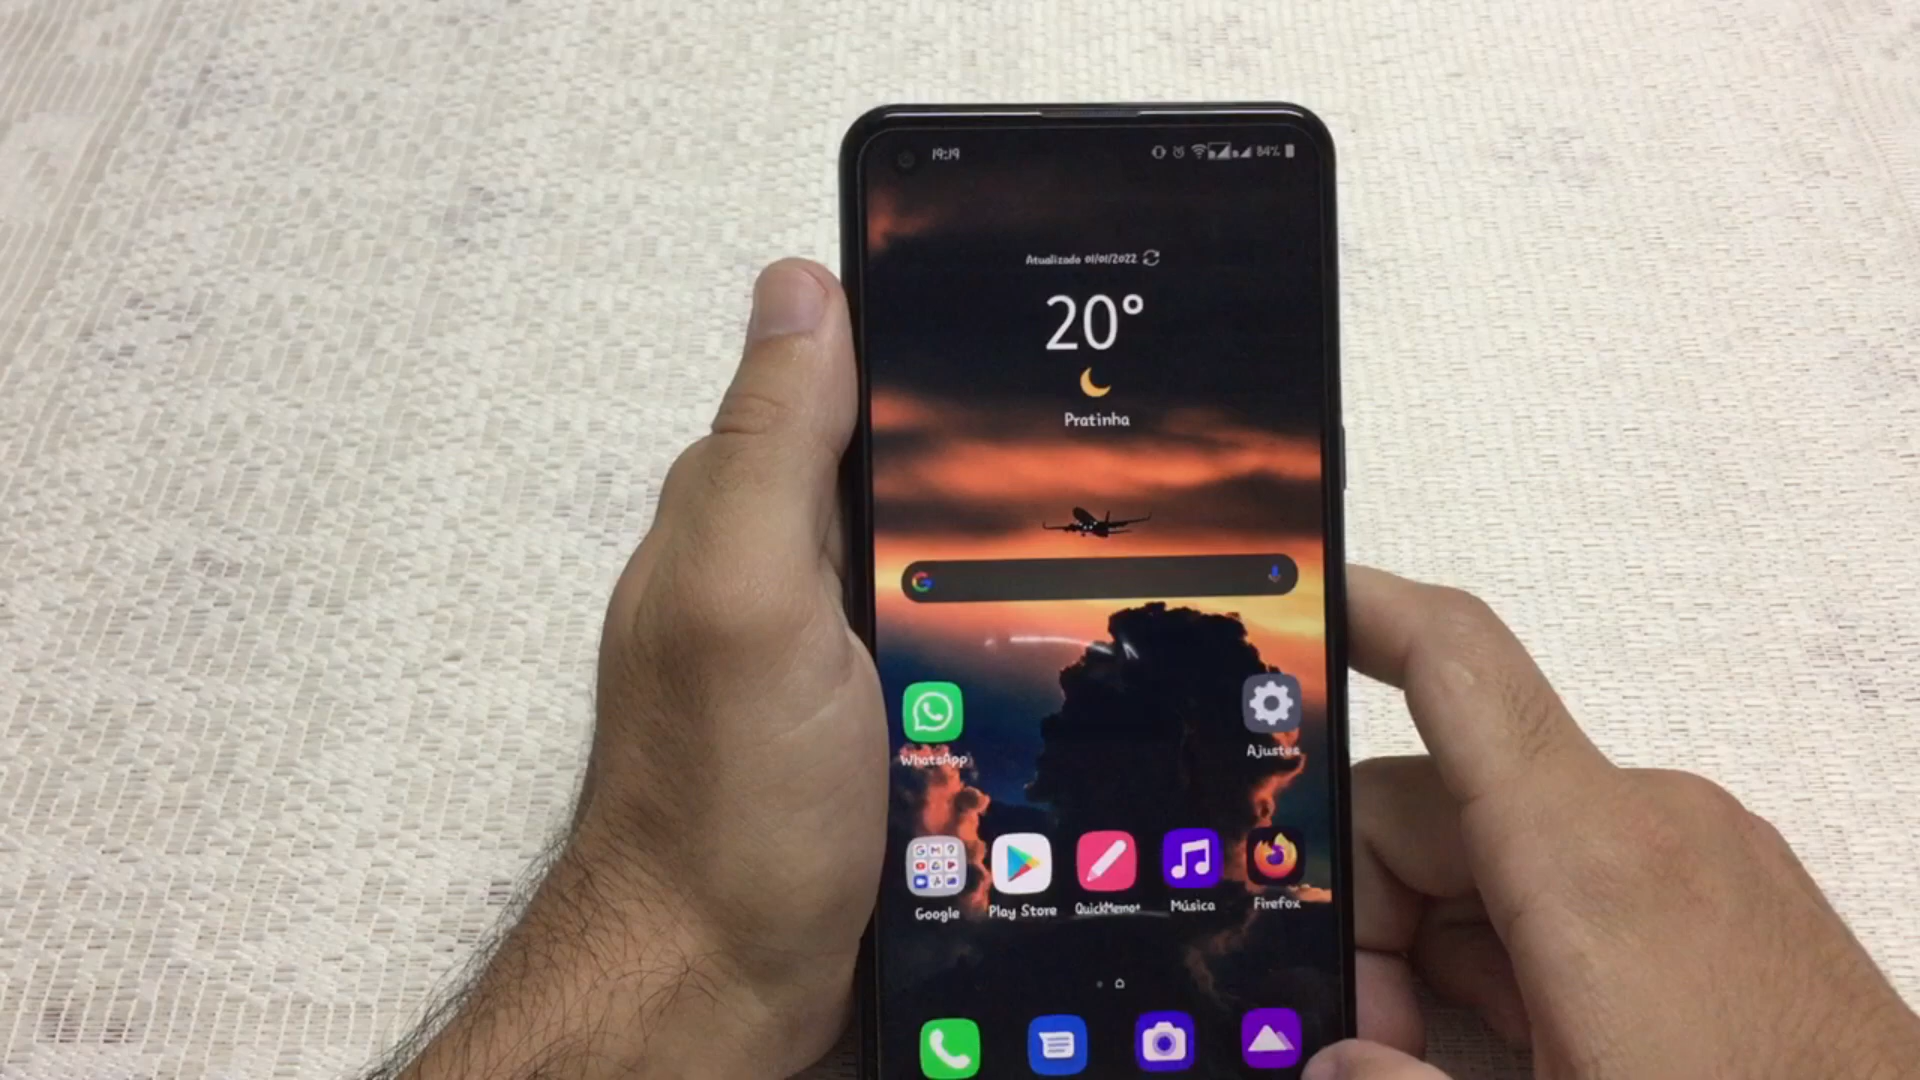 19:19
84%
Atualizado 01/01/2022
20°
Pratinha
WhatsApp
Ajustes
Google
Play Store
QuickMemo+
Música
Firefox